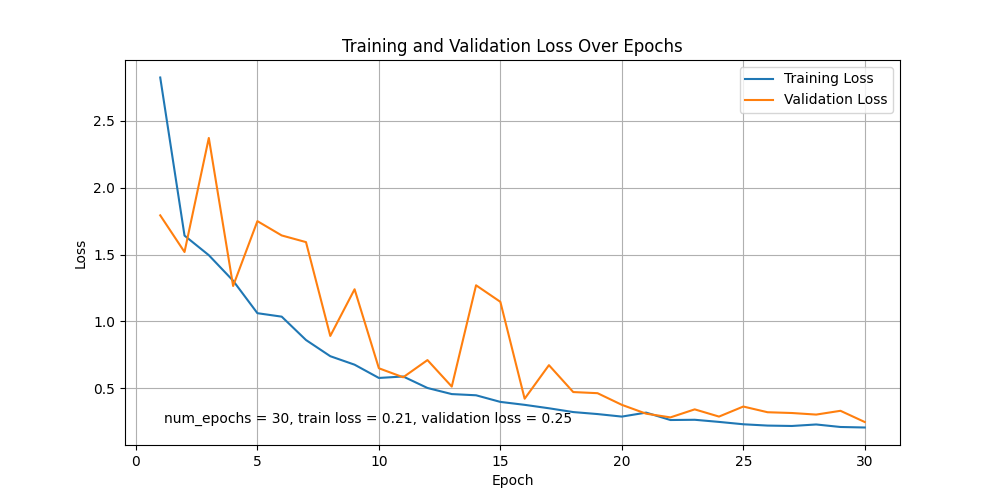 Training and Validation Loss Over Epochs
Training Loss
Validation Loss
Loss
2.5
2.0
1.5
1.0
0.5
num_epochs = 30, train loss = 0.21, validation loss = 0.25
0 5 10 15 20 25 30
Epoch